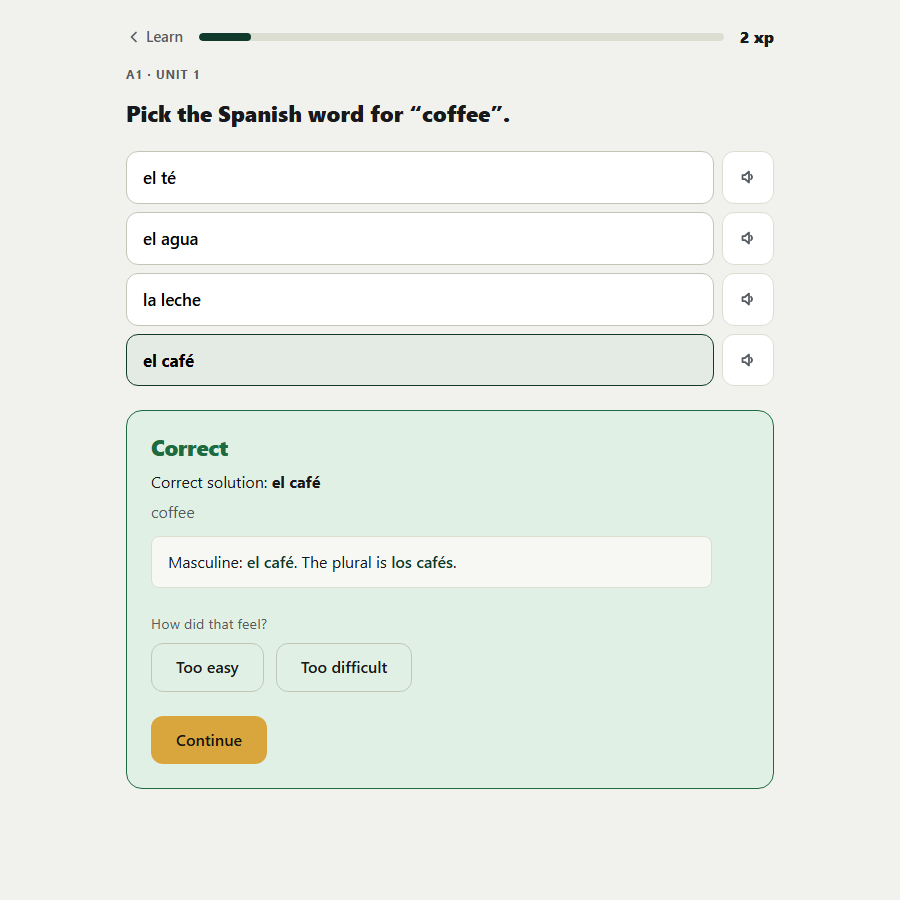 Learn
2 xp
A1 · UNIT 1
Pick the Spanish word for “coffee”.
el té
el agua
la leche
el café
Correct
Correct solution: el café
coffee
Masculine: el café. The plural is los cafés.
How did that feel?
Too easy
Too difficult
Continue